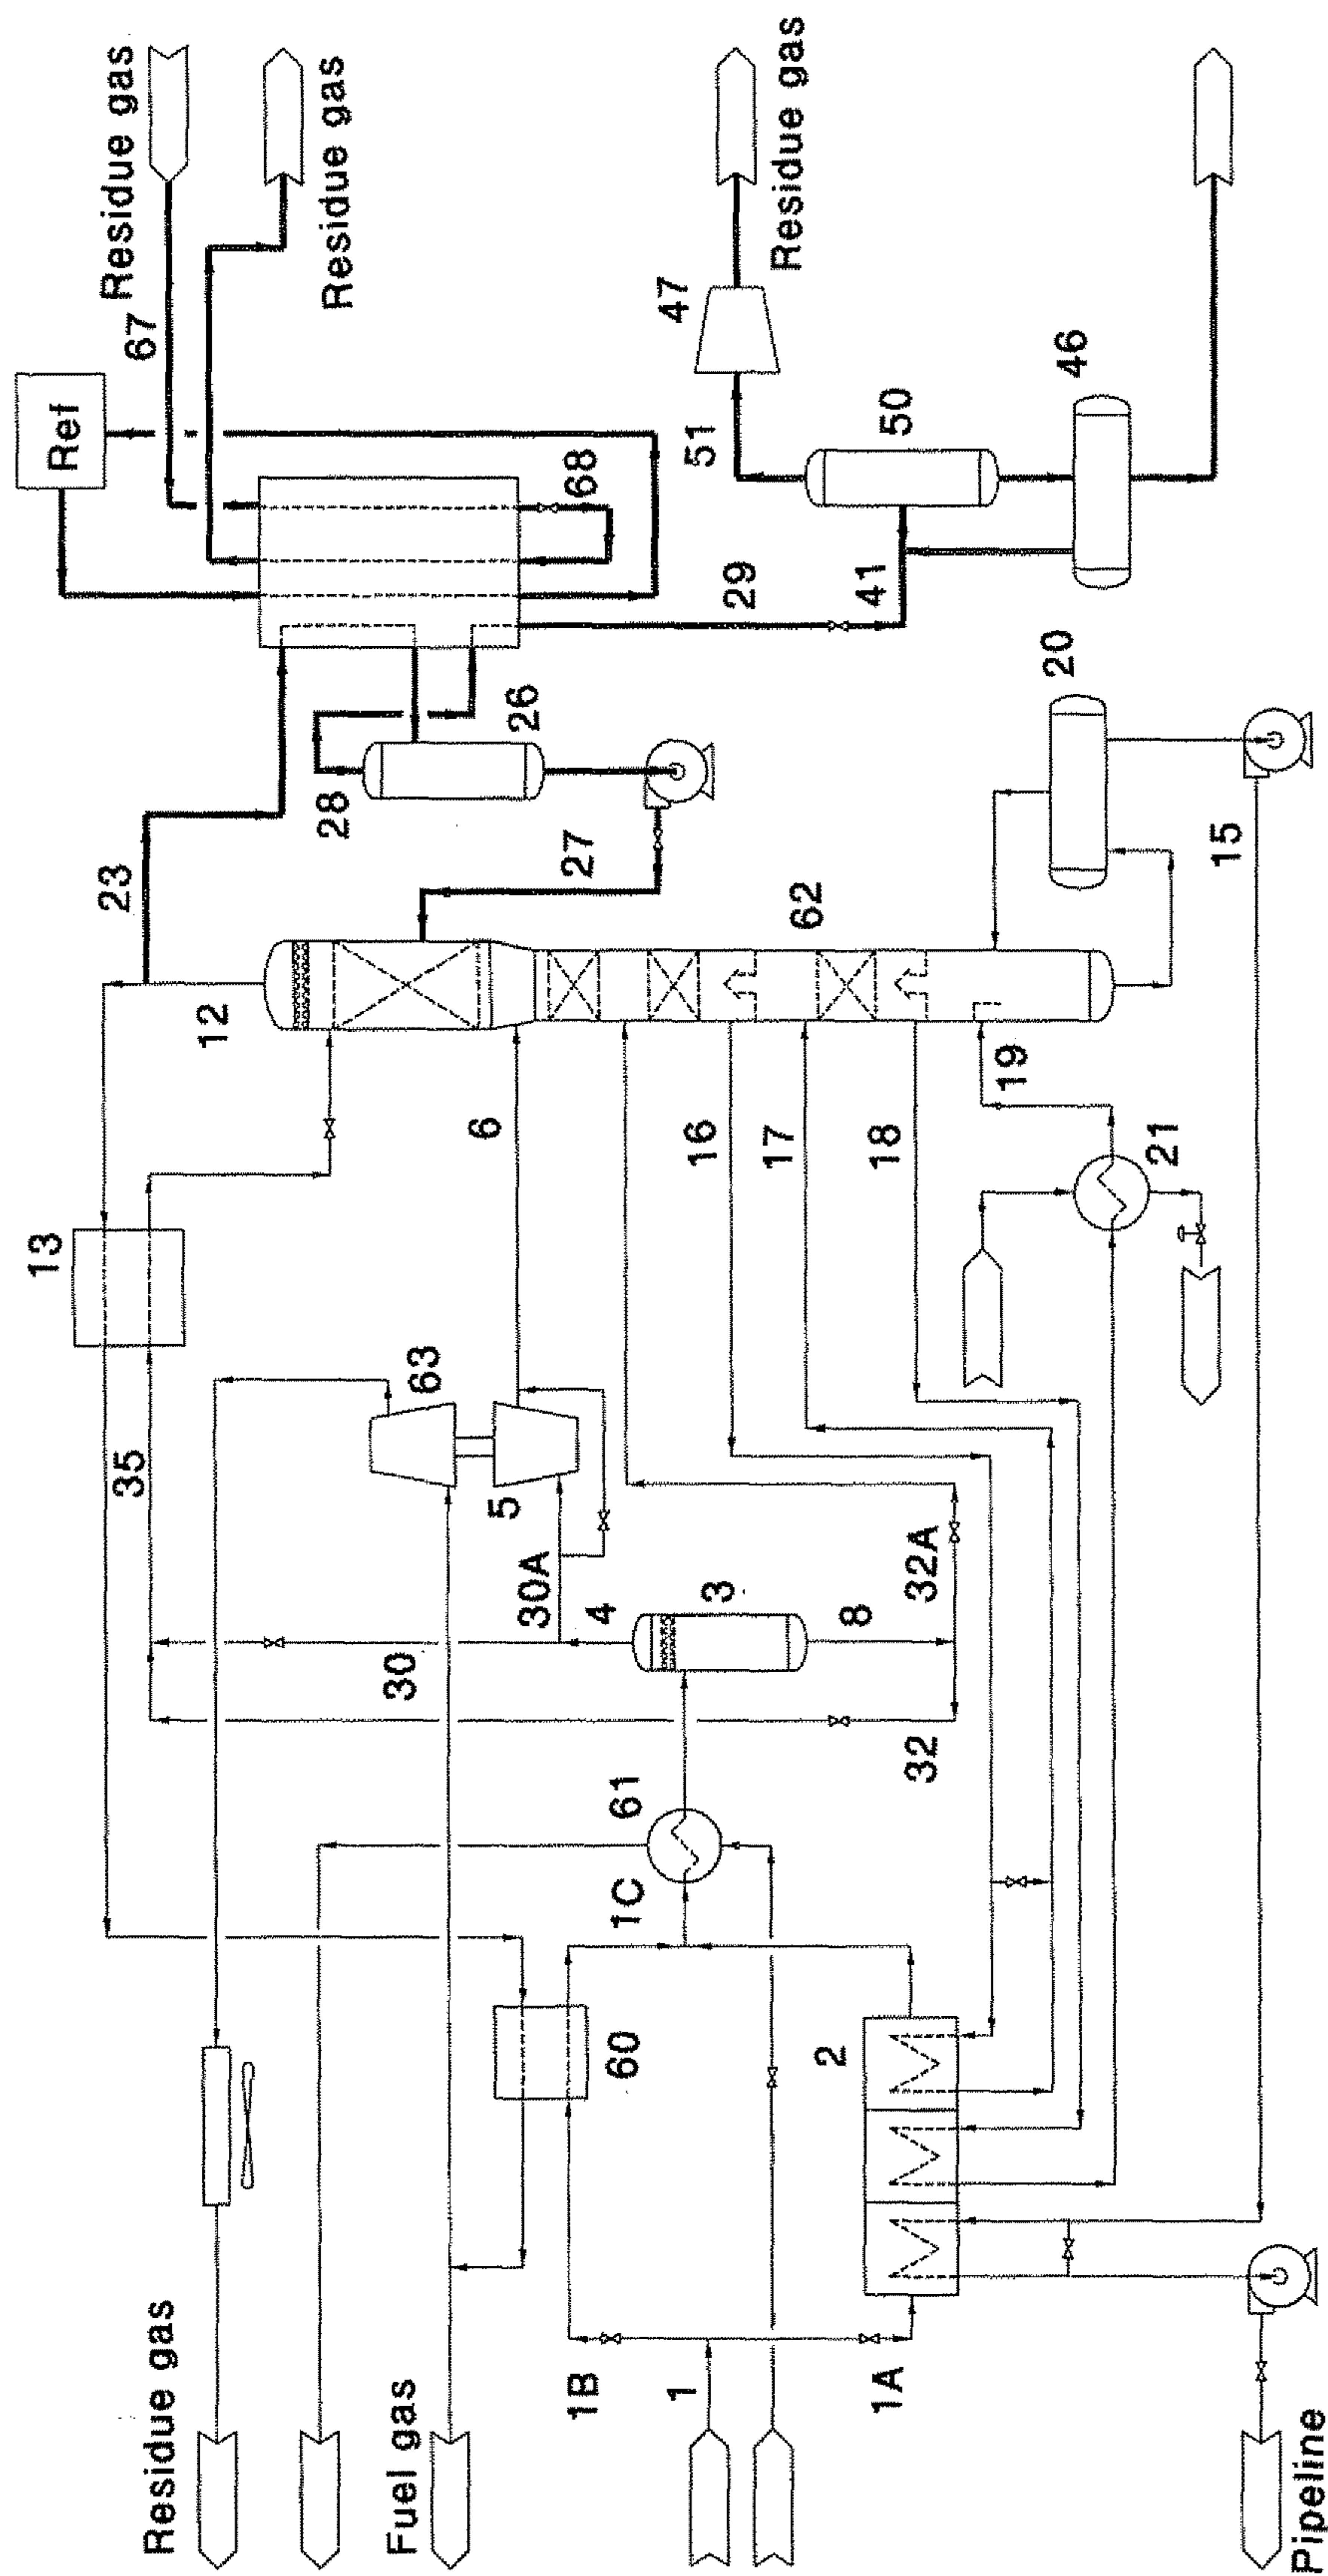 Residue gas
67
Residue gas
Ref
68
29
Residue gas
47
51
50
41
46
23
28
26
27
20
15
12
62
13
6
16
17
18
19
21
35
63
5
30A
30
4
3
8
32A
32
61
1C
60
2
Residue gas
Fuel gas
1B
1
1A
Pipeline